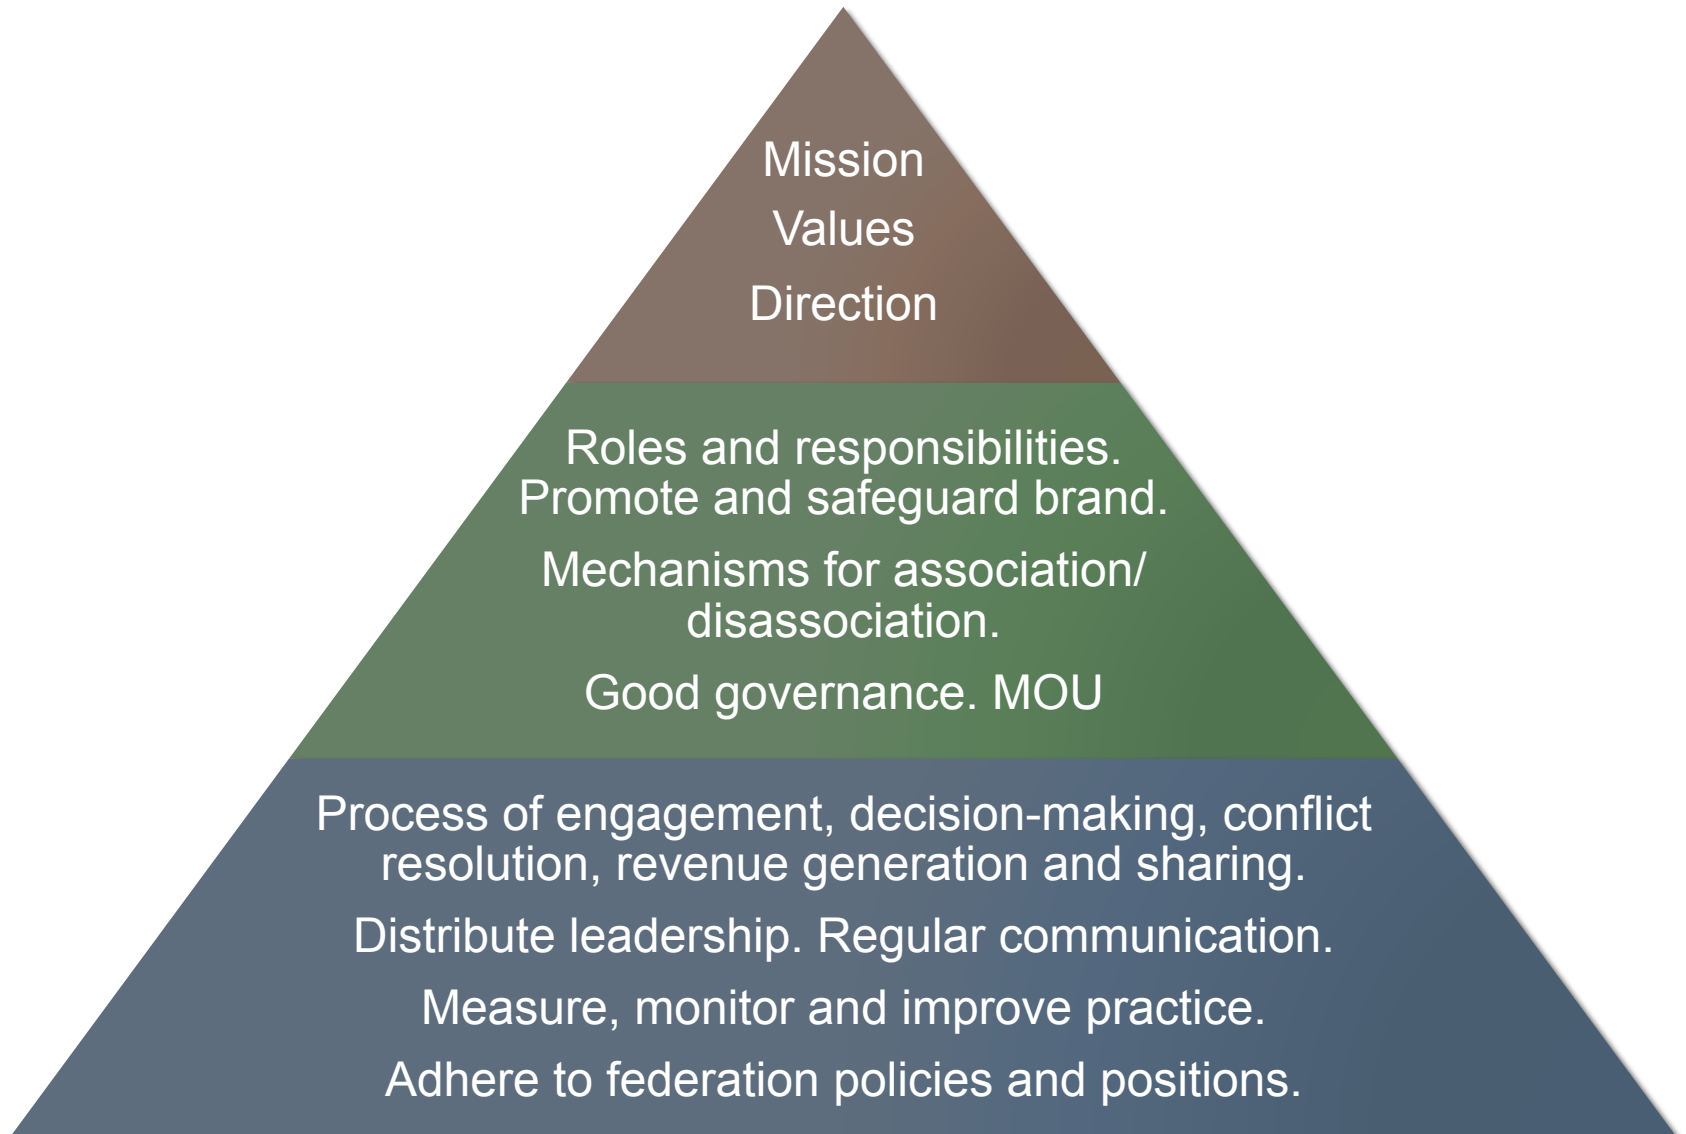 Mission
Values
Direction
Roles and responsibilities.
Promote and safeguard brand.
Mechanisms for association/
disassociation.
Good governance. MOU
Process of engagement, decision-making, conflict
resolution, revenue generation and sharing.
Distribute leadership. Regular communication.
Measure, monitor and improve practice.
Adhere to federation policies and positions.